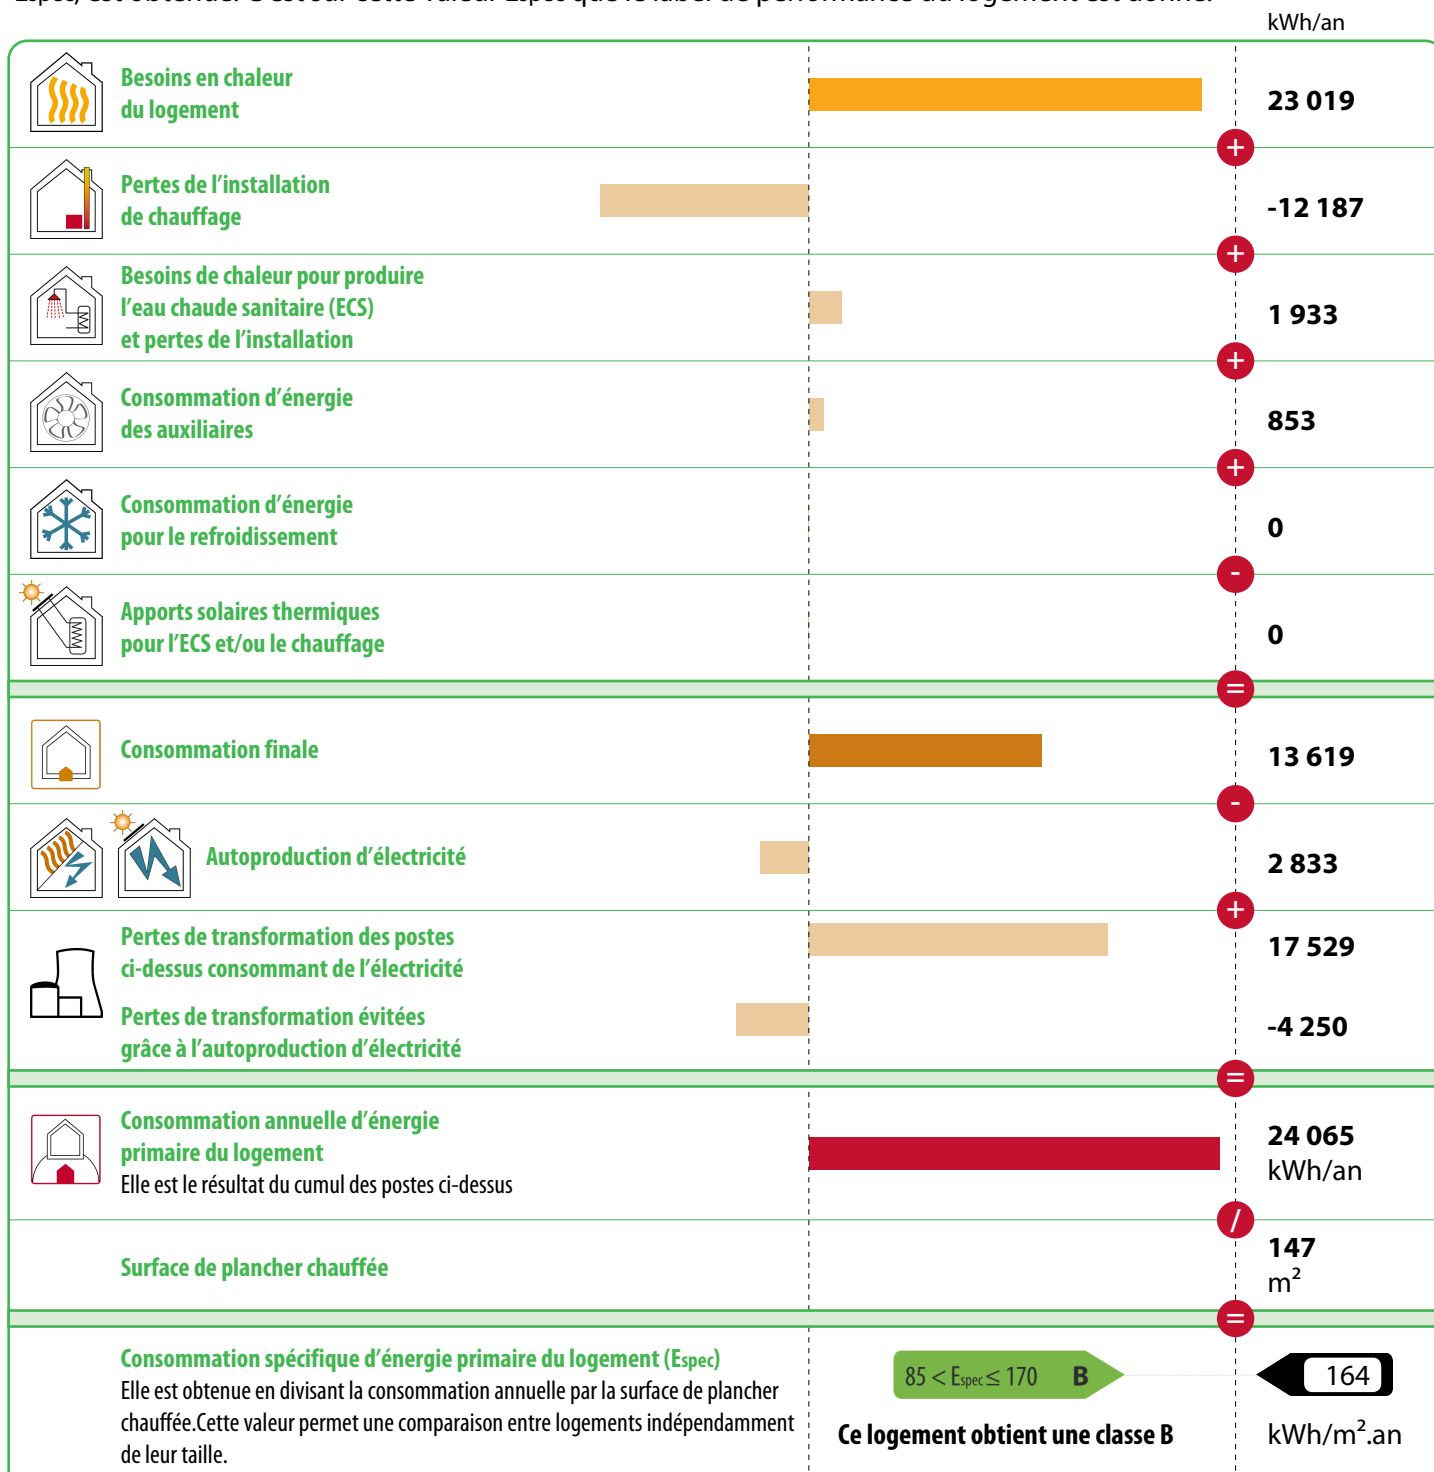 kWh/an
Besoins en chaleur
du logement
23 019
+
Pertes de l'installation
de chauffage
-12 187
+
Besoins de chaleur pour produire
l'eau chaude sanitaire (ECS)
et pertes de l'installation
1 933
+
Consommation d'énergie
des auxiliaires
853
+
Consommation d'énergie
pour le refroidissement
0
-
Apports solaires thermiques
pour l'ECS et/ou le chauffage
0
=
Consommation finale
13 619
-
Autoproduction d'électricité
2 833
+
Pertes de transformation des postes
ci-dessus consommant de l'électricité
17 529
Pertes de transformation évitées
grâce à l'autoproduction d'électricité
-4 250
=
Consommation annuelle d'énergie
primaire du logement
Elle est le résultat du cumul des postes ci-dessus
24 065
kWh/an
/
Surface de plancher chauffée
147
m²
=
Consommation spécifique d'énergie primaire du logement (Espec)
Elle est obtenue en divisant la consommation annuelle par la surface de plancher
chauffée.Cette valeur permet une comparaison entre logements indépendamment
de leur taille.
85 < Espec ≤ 170 B
Ce logement obtient une classe B
164
kWh/m².an